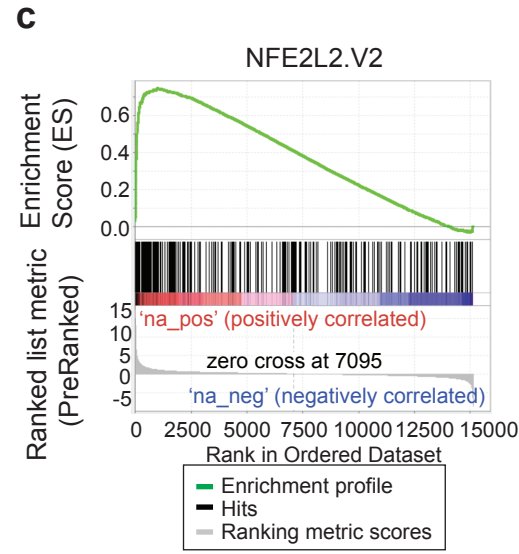 c
NFE2L2.V2
Enrichment
Score (ES)
0.6
0.4
0.2
0.0
Ranked list metric
(PreRanked)
15
10
5
0
-5
'na_pos' (positively correlated)
zero cross at 7095
'na_neg' (negatively correlated)
0 2500 5000 7500 10000 12500 15000
Rank in Ordered Dataset
Enrichment profile
Hits
Ranking metric scores